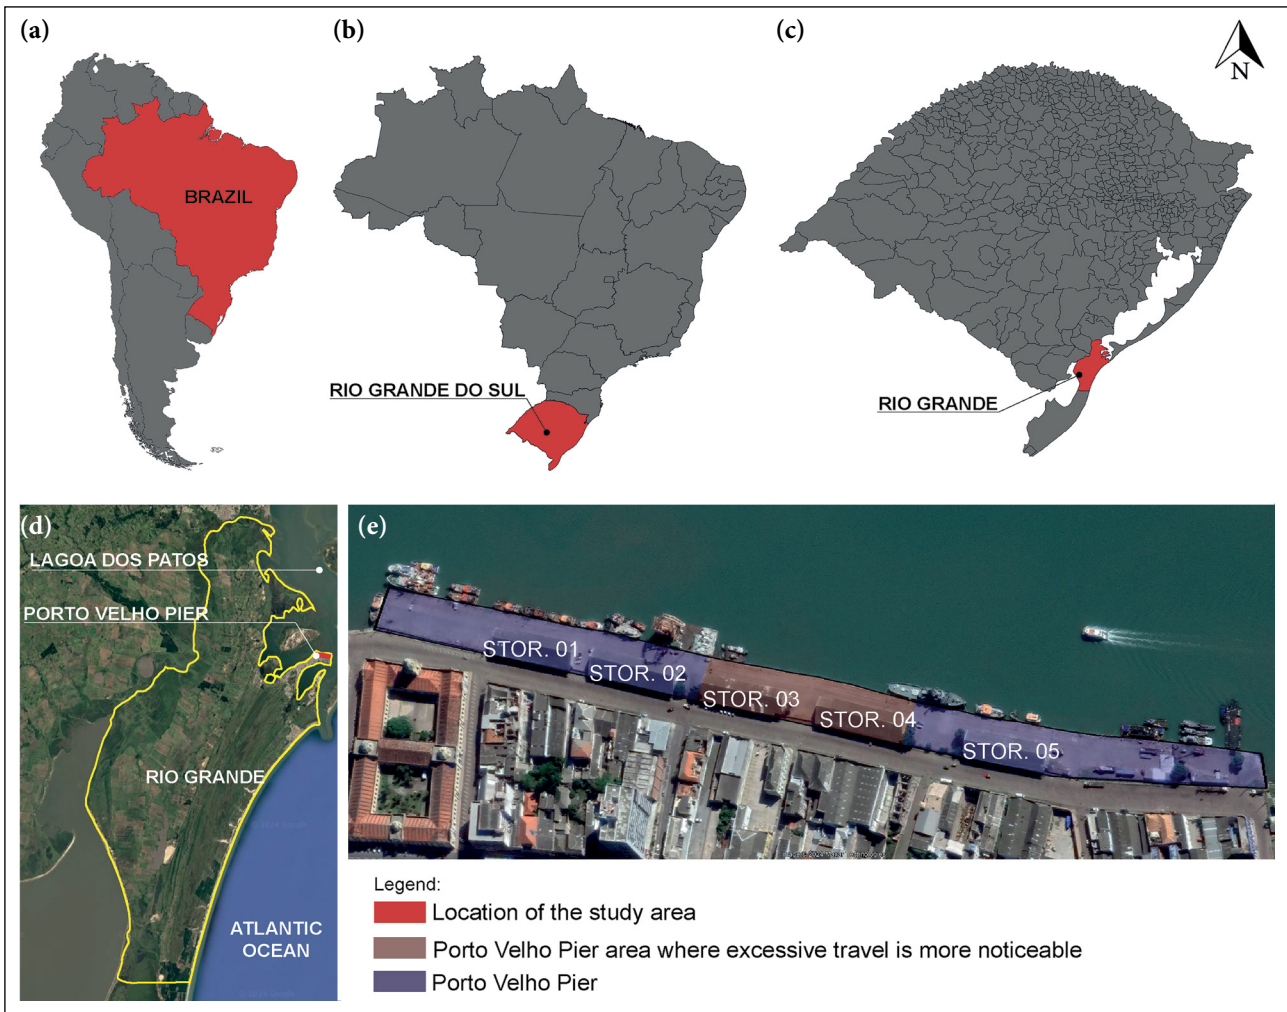 (a)
(b)
(c)
N
BRAZIL
RIO GRANDE DO SUL
RIO GRANDE
(d)
LAGOA DOS PATOS
PORTO VELHO PIER
RIO GRANDE
ATLANTIC
OCEAN
(e)
STOR. 01
STOR. 02
STOR. 03
STOR. 04
STOR. 05
Legend:
Location of the study area
Porto Velho Pier area where excessive travel is more noticeable
Porto Velho Pier